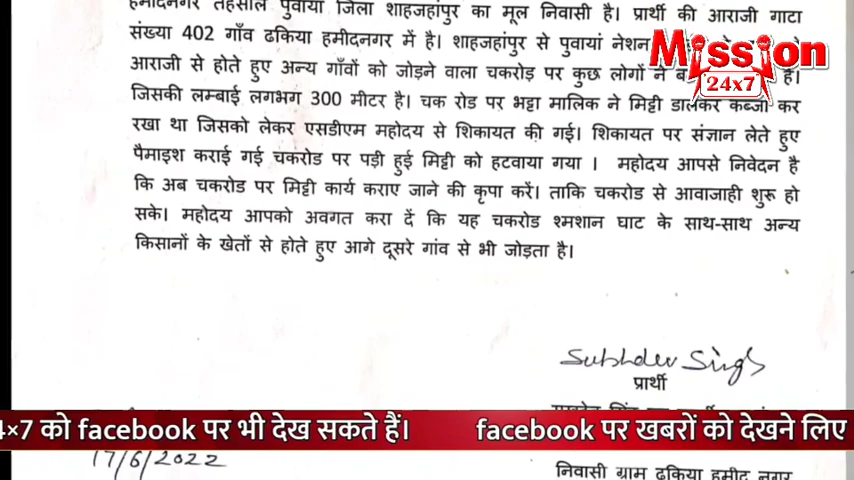 हमीदनगर तहसील पुवायां जिला शाहजहांपुर का मूल निवासी है। प्रार्थी की आराजी गाटा
संख्या 402 गाँव ढकिया हमीदनगर में है। शाहजहांपुर से पुवायां नेशन
आराजी से होते हुए अन्य गाँवों को जोड़ने वाला चकरोड़ पर कुछ लोगों ने है।
जिसकी लम्बाई लगभग 300 मीटर है। चक रोड पर भट्टा मालिक ने मिट्टी डालकर कब्जा कर
रखा था जिसको लेकर एसडीएम महोदय से शिकायत की गई। शिकायत पर संज्ञान लेते हुए
पैमाइश कराई गई चकरोड पर पड़ी हुई मिट्टी को हटवाया गया । महोदय आपसे निवेदन है
कि अब चकरोड पर मिट्टी कार्य कराए जाने की कृपा करें। ताकि चकरोड से आवाजाही शुरू हो
सके। महोदय आपको अवगत करा दें कि यह चकरोड श्मशान घाट के साथ-साथ अन्य
किसानों के खेतों से होते हुए आगे दूसरे गांव से भी जोड़ता है।
Mission
24x7
Subhdev Singh
प्रार्थी
4×7 को facebook पर भी देख सकते हैं। facebook पर खबरों को देखने लिए
17/6/2022
निवासी ग्राम ढकिया हमीद नगर